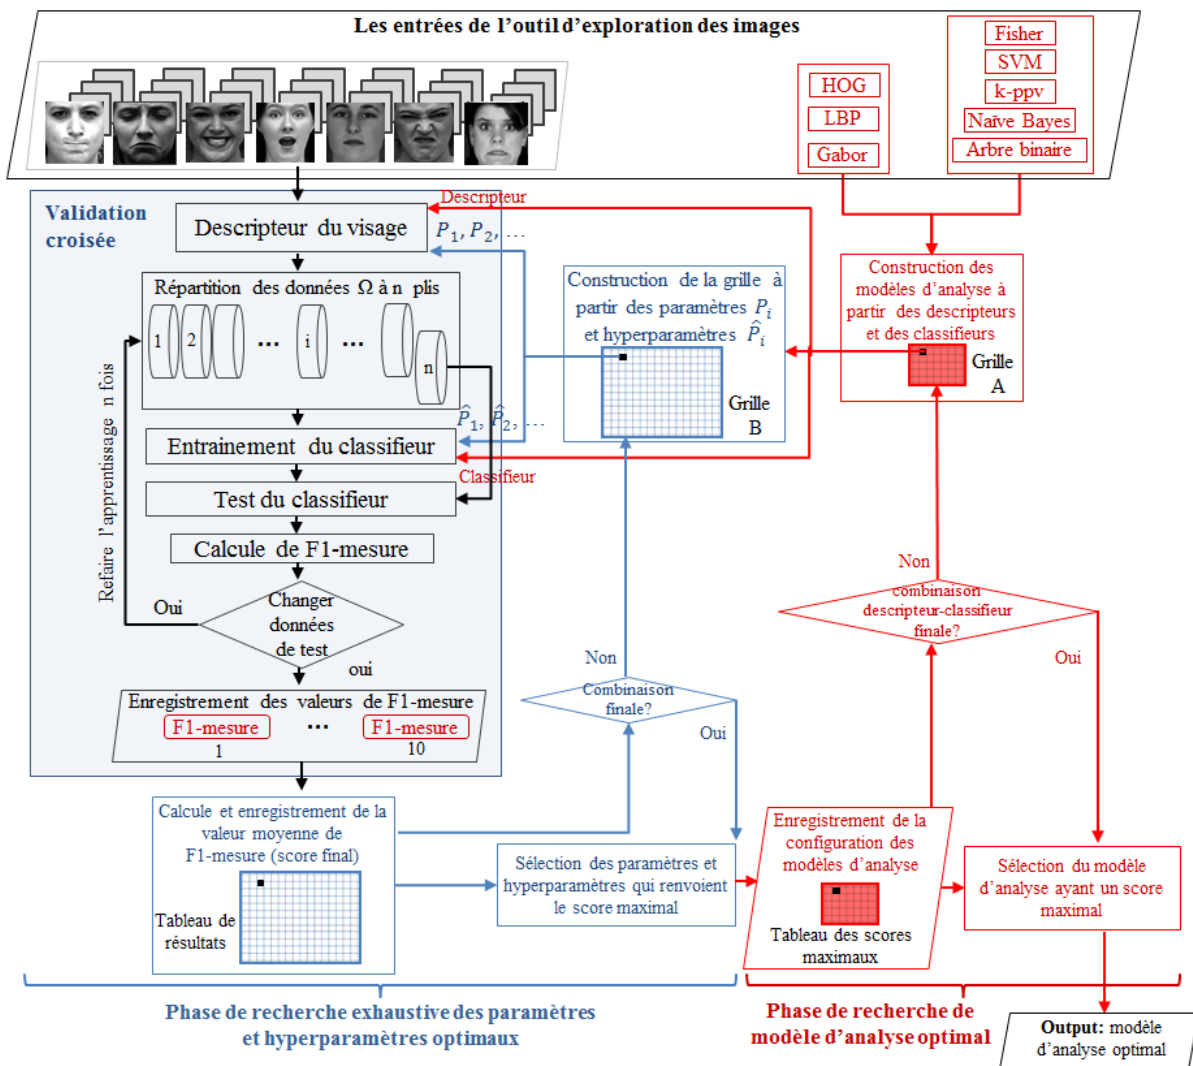 Les entrées de l'outil d'exploration des images
HOG
LBP
Gabor
Fisher
SVM
k-ppv
Naïve Bayes
Arbre binaire
Validation
croisée
Descripteur du visage
Descripteur
P₁, P₂, ...
Répartition des données Ω à n plis
1
2
...
i
...
n
Refaire l'apprentissage n fois
P̂₁, P̂₂, ...
Entrainement du classifieur
Classifieur
Test du classifieur
Calcule de F1-mesure
Oui
Changer
données
de test
oui
Enregistrement des valeurs de F1-mesure
F1-mesure
...
F1-mesure
1
10
Construction de la grille à
partir des paramètres Pᵢ
et hyperparamètres P̂ᵢ
Grille
B
Construction des
modèles d'analyse à
partir des descripteurs
et des classifieurs
Grille
A
Non
combinaison
descripteur-classifieur
finale?
Oui
Non
Combinaison
finale?
Oui
Calcule et enregistrement de la
valeur moyenne de
F1-mesure (score final)
Tableau de
résultats
Sélection des paramètres et
hyperparamètres qui renvoient
le score maximal
Enregistrement de la
configuration des
modèles d'analyse
Tableau des scores
maximaux
Sélection du modèle
d'analyse ayant un score
maximal
Phase de recherche exhaustive des paramètres
et hyperparamètres optimaux
Phase de recherche de
modèle d'analyse optimal
Output: modèle
d'analyse optimal